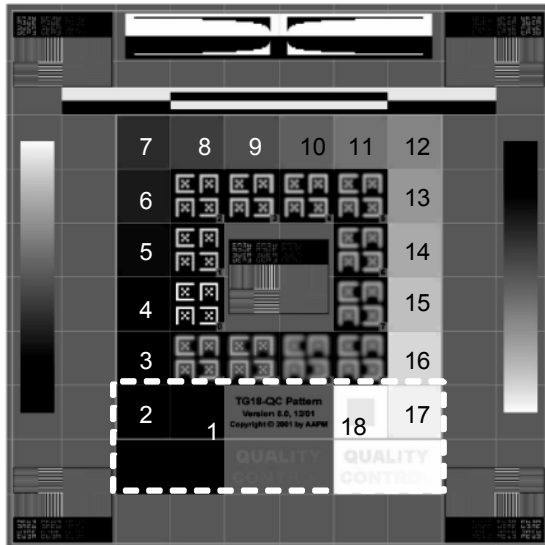 7 8 9 10 11 12
6 13
5 14
4 15
3 16
2 1 TG18-QC Pattern 18 17
Version 8.0, 12/01
Copyright © 2001 by AAPM
QUALITY QUALITY
CONTROL CONTROL